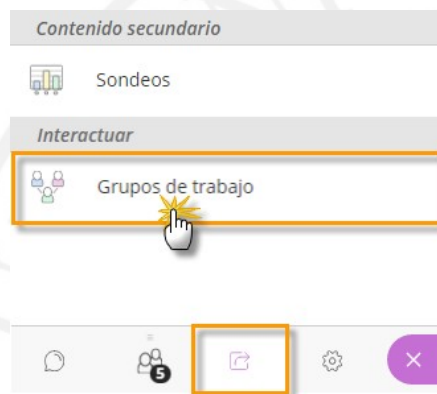 Contenido secundario
Sondeos
Interactuar
Grupos de trabajo
5